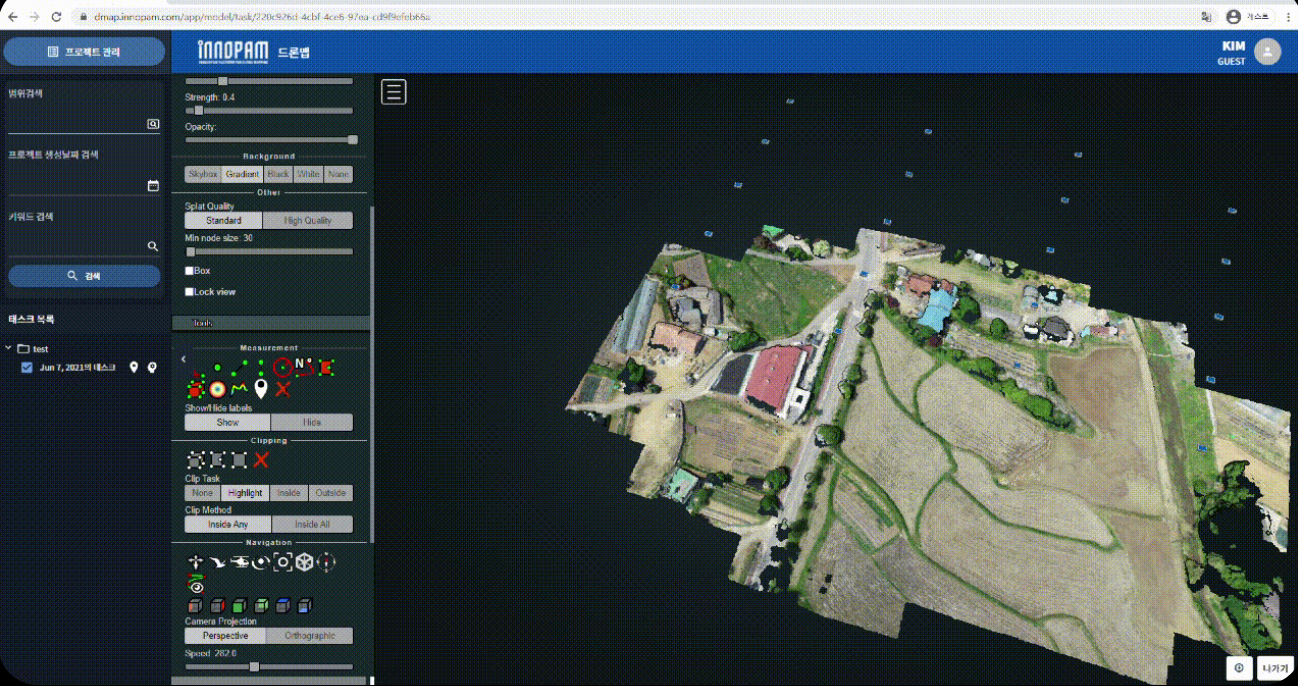 dmap.innopam.com/app/model/task/220c926d-4cbf-4ce6-97ea-cd9f9efeb66a
게스트
프로젝트 관리
INNOPAM 드론맵
KIM
GUEST
범위검색
프로젝트 생성날짜 검색
키워드 검색
검색
태스크 목록
test
Jun 7, 2021의 태스크
Strength: 0.4
Opacity:
Background
Skybox Gradient Black White None
Other
Splat Quality
Standard High Quality
Min node size: 30
Box
Lock view
Tools
Measurement
N
Show/Hide labels
Show Hide
Clipping
Clip Task
None Highlight Inside Outside
Clip Method
Inside Any Inside All
Navigation
Camera Projection
Perspective Orthographic
Speed: 282.0
나가기